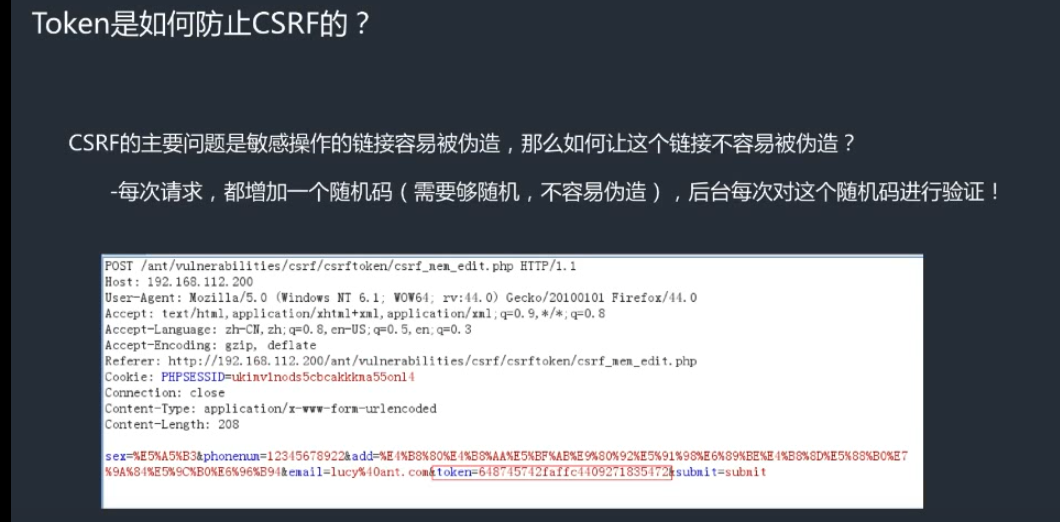 Token是如何防止CSRF的？
CSRF的主要问题是敏感操作的链接容易被伪造，那么如何让这个链接不容易被伪造？
-每次请求，都增加一个随机码（需要够随机，不容易伪造），后台每次对这个随机码进行验证！
POST /ant/vulnerabilities/csrf/csrftoken/csrf_mem_edit.php HTTP/1.1
Host: 192.168.112.200
User-Agent: Mozilla/5.0 (Windows NT 6.1; WOW64; rv:44.0) Gecko/20100101 Firefox/44.0
Accept: text/html,application/xhtml+xml,application/xml;q=0.9,*/*;q=0.8
Accept-Language: zh-CN,zh;q=0.8,en-US;q=0.5,en;q=0.3
Accept-Encoding: gzip, deflate
Referer: http://192.168.112.200/ant/vulnerabilities/csrf/csrftoken/csrf_mem_edit.php
Cookie: PHPSESSID=ukimv1nods5cbcakkkma55onl4
Connection: close
Content-Type: application/x-www-form-urlencoded
Content-Length: 208
sex=%E5%A5%B3&phonenum=12345678922&add=%E4%B8%80%E4%B8%AA%E5%BF%AB%E9%80%92%E5%91%98%E6%89%BE%E4%B8%8D%E5%88%B0%E7
%9A%84%E5%9C%B0%E6%96%B94&email=lucy%40ant.com&token=648745742faffc4409271835472&submit=submit